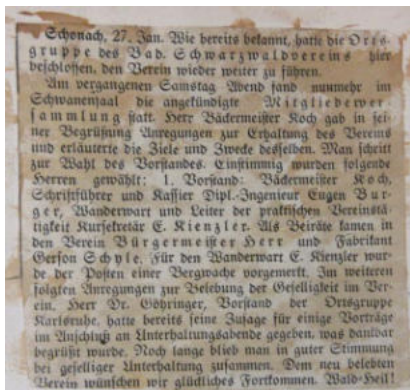 Schonach, 27. Jan. Wie bereits bekannt, hatte die Orts-
gruppe des Bad. Schwarzwaldvereins hier
beschlossen, den Verein wieder weiter zu führen.
Am vergangenen Samstag Abend fand nunmehr im
Schwanensaal die angekündigte Mitgliederver
sammlung statt. Herr Bäckermeister Koch gab in sei-
ner Begrüßung Anregungen zur Erhaltung des Vereins
und erläuterte die Ziele und Zwecke desselben. Man schritt
zur Wahl des Vorstandes. Einstimmig wurden folgende
Herren gewählt: 1. Vorstand: Bäckermeister Koch,
Schriftführer und Kassier Dipl.-Ingenieur Eugen Bur-
ger, Wanderwart und Leiter der praktischen Vereinstä-
tigkeit Kursekretär E. Kienzler. Als Beiräte kamen in
den Verein Bürgermeister Herr und Fabrikant
Gerson Schyle. Für den Wanderwart E. Kienzler wur-
de der Posten einer Bergwache vorgemerkt. Im weiteren
folgten Anregungen zur Belebung der Geselligkeit im Ver-
ein. Herr Dr. Göhringer, Vorstand der Ortsgruppe
Karlsruhe, hatte bereits seine Zusage für einige Vorträge
im Anschluß an Unterhaltungsabende gegeben, was dankbar
begrüßt wurde. Noch lange blieb man in guter Stimmung
bei geselliger Unterhaltung zusammen. Dem neu belebten
Verein wünschen wir glückliches Fortkommen. Wald-Heil!